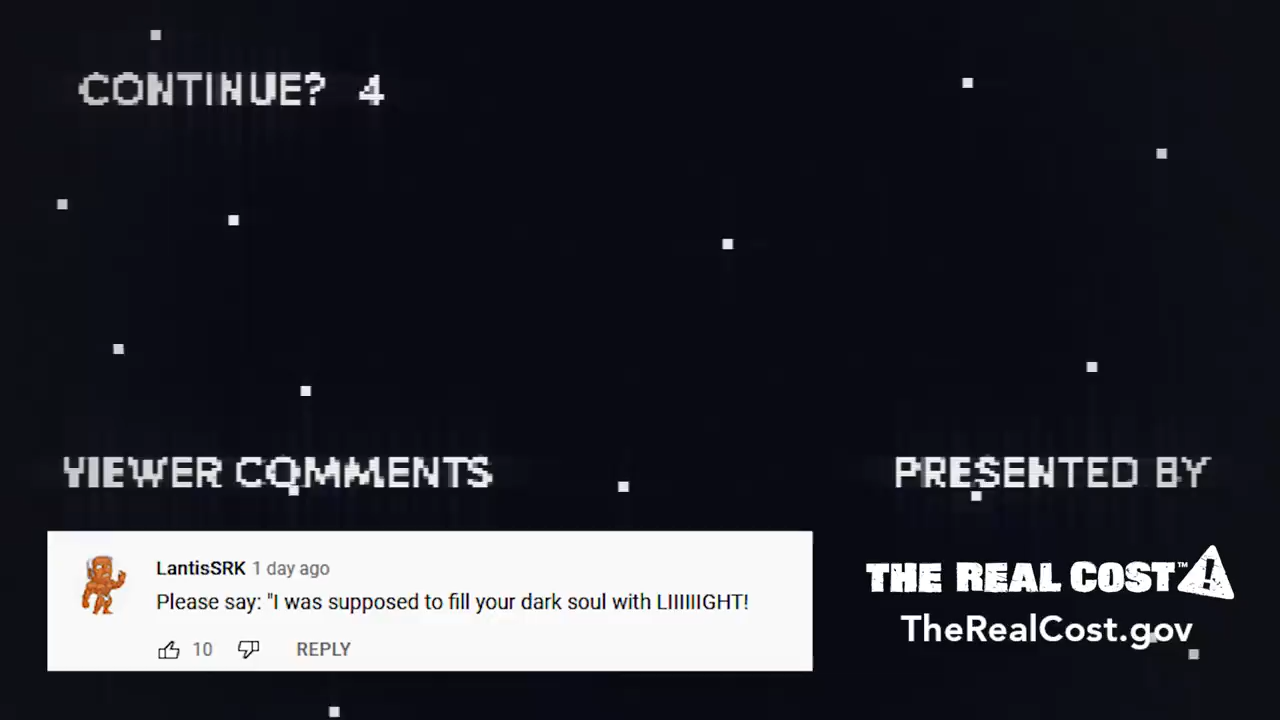 CONTINUE? 4
VIEWER COMMENTS
LantisSRK 1 day ago
Please say: "I was supposed to fill your dark soul with LIIIIIIGHT!
10 REPLY
PRESENTED BY
THE REAL COST™
TheRealCost.gov